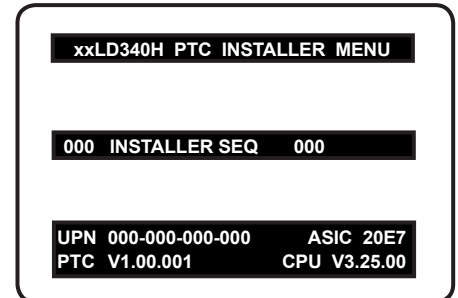 xxLD340H PTC INSTALLER MENU
000 INSTALLER SEQ 000
UPN 000-000-000-000 ASIC 20E7
PTC V1.00.001 CPU V3.25.00